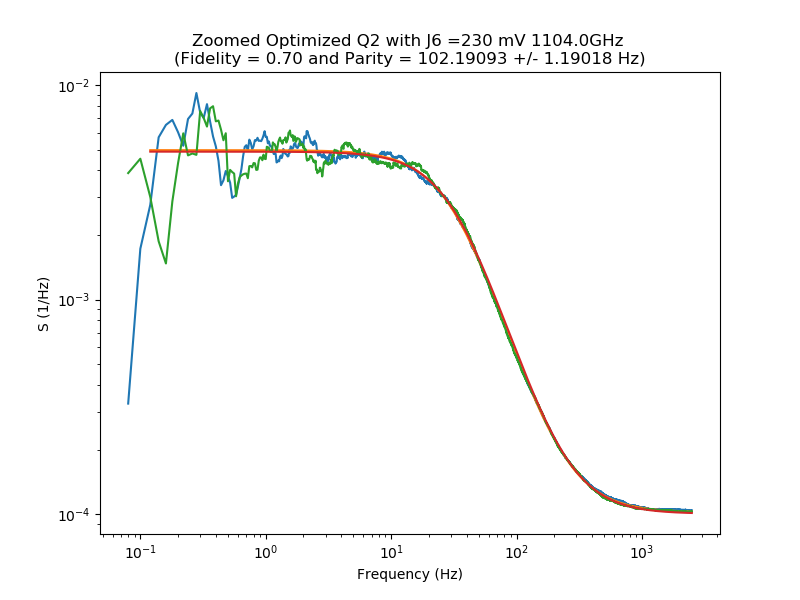 Zoomed Optimized Q2 with J6 =230 mV 1104.0GHz
(Fidelity = 0.70 and Parity = 102.19093 +/- 1.19018 Hz)
10⁻²
10⁻³
10⁻⁴
S (1/Hz)
10⁻¹ 10⁰ 10¹ 10² 10³
Frequency (Hz)